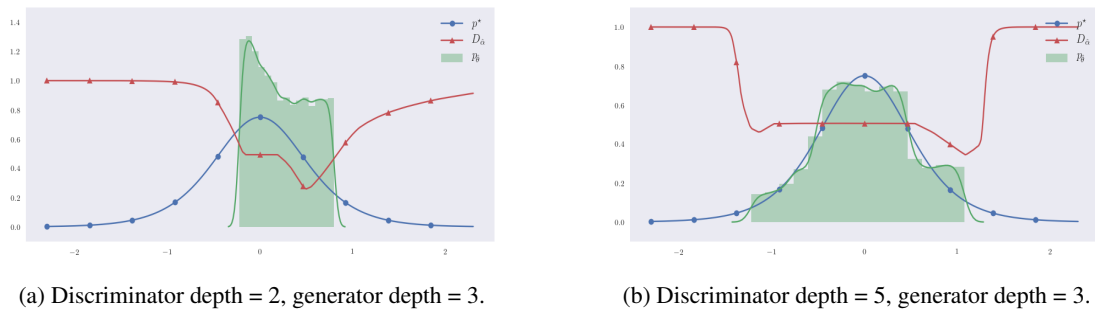 1.4
1.2
1.0
0.8
0.6
0.4
0.2
0.0
−2 −1 0 1 2
p*
D_α̂
p_θ̂
(a) Discriminator depth = 2, generator depth = 3.
1.0
0.8
0.6
0.4
0.2
0.0
−2 −1 0 1 2
p*
D_α̂
p_θ̂
(b) Discriminator depth = 5, generator depth = 3.